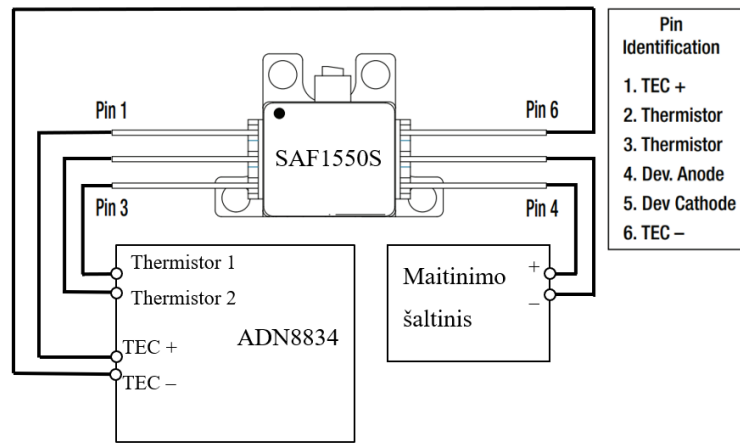 Pin
Identification
1. TEC +
2. Thermistor
3. Thermistor
4. Dev. Anode
5. Dev Cathode
6. TEC –
Pin 1
Pin 6
SAF1550S
Pin 3
Pin 4
Thermistor 1
Thermistor 2
ADN8834
TEC +
TEC –
Maitinimo
šaltinis
+
–